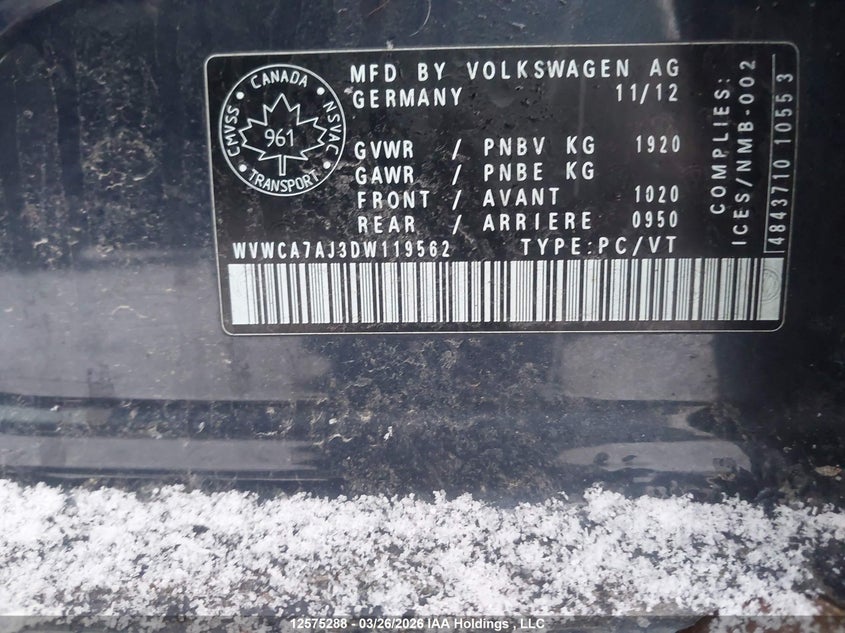 CANADA
CMVSS
NSVAC
961
TRANSPORT
MFD BY VOLKSWAGEN AG
GERMANY 11/12
GVWR / PNBV KG 1920
GAWR / PNBE KG
FRONT / AVANT 1020
REAR / ARRIERE 0950
WVWCA7AJ3DW119562 TYPE:PC/VT
COMPLIES:
ICES/NMB-002
4843710 1055 3
12575288 - 03/26/2026 IAA Holdings , LLC